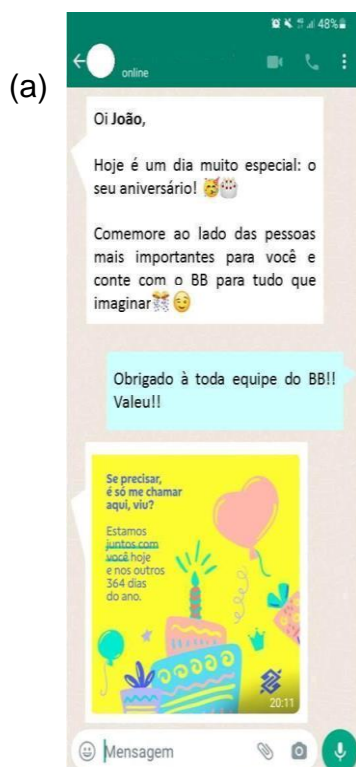 48%
online
(a)
Oi João,
Hoje é um dia muito especial: o
seu aniversário! 🥳🎂
Comemore ao lado das pessoas
mais importantes para você e
conte com o BB para tudo que
imaginar🎊😉
Obrigado à toda equipe do BB!!
Valeu!!
Se precisar,
é só me chamar
aqui, viu?
Estamos
juntos com
você hoje
e nos outros
364 dias
do ano.
20:11
Mensagem